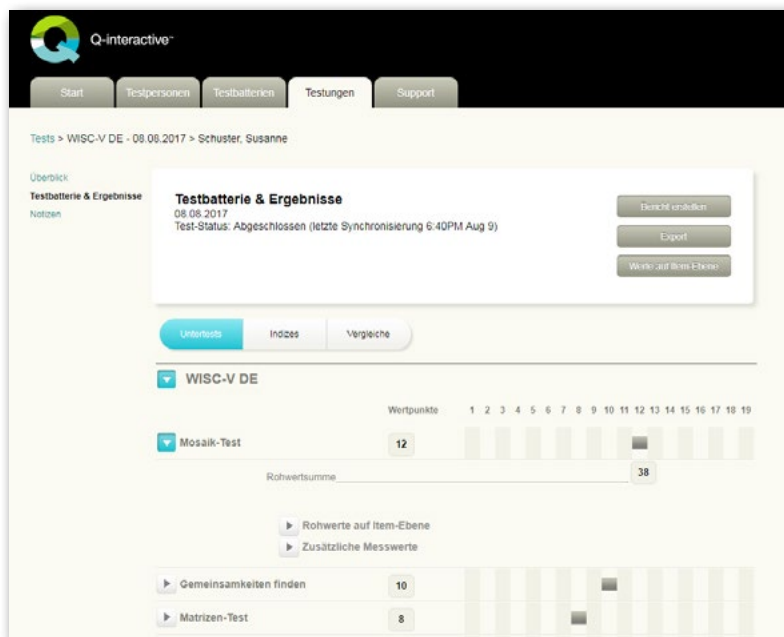 Q-interactive™
Start Testpersonen Testbatterien Testungen Support
Tests > WISC-V DE - 08.08.2017 > Schuster, Susanne
Überblick
Testbatterie & Ergebnisse
Notizen
Testbatterie & Ergebnisse
08.08.2017
Test-Status: Abgeschlossen (letzte Synchronisierung 6:40PM Aug 9)
Bericht erstellen
Export
Werte auf Item-Ebene
Untertests Indizes Vergleiche
WISC-V DE
Wertpunkte 1 2 3 4 5 6 7 8 9 10 11 12 13 14 15 16 17 18 19
Mosaik-Test 12
Rohwertsumme 38
Rohwerte auf Item-Ebene
Zusätzliche Messwerte
Gemeinsamkeiten finden 10
Matrizen-Test 8